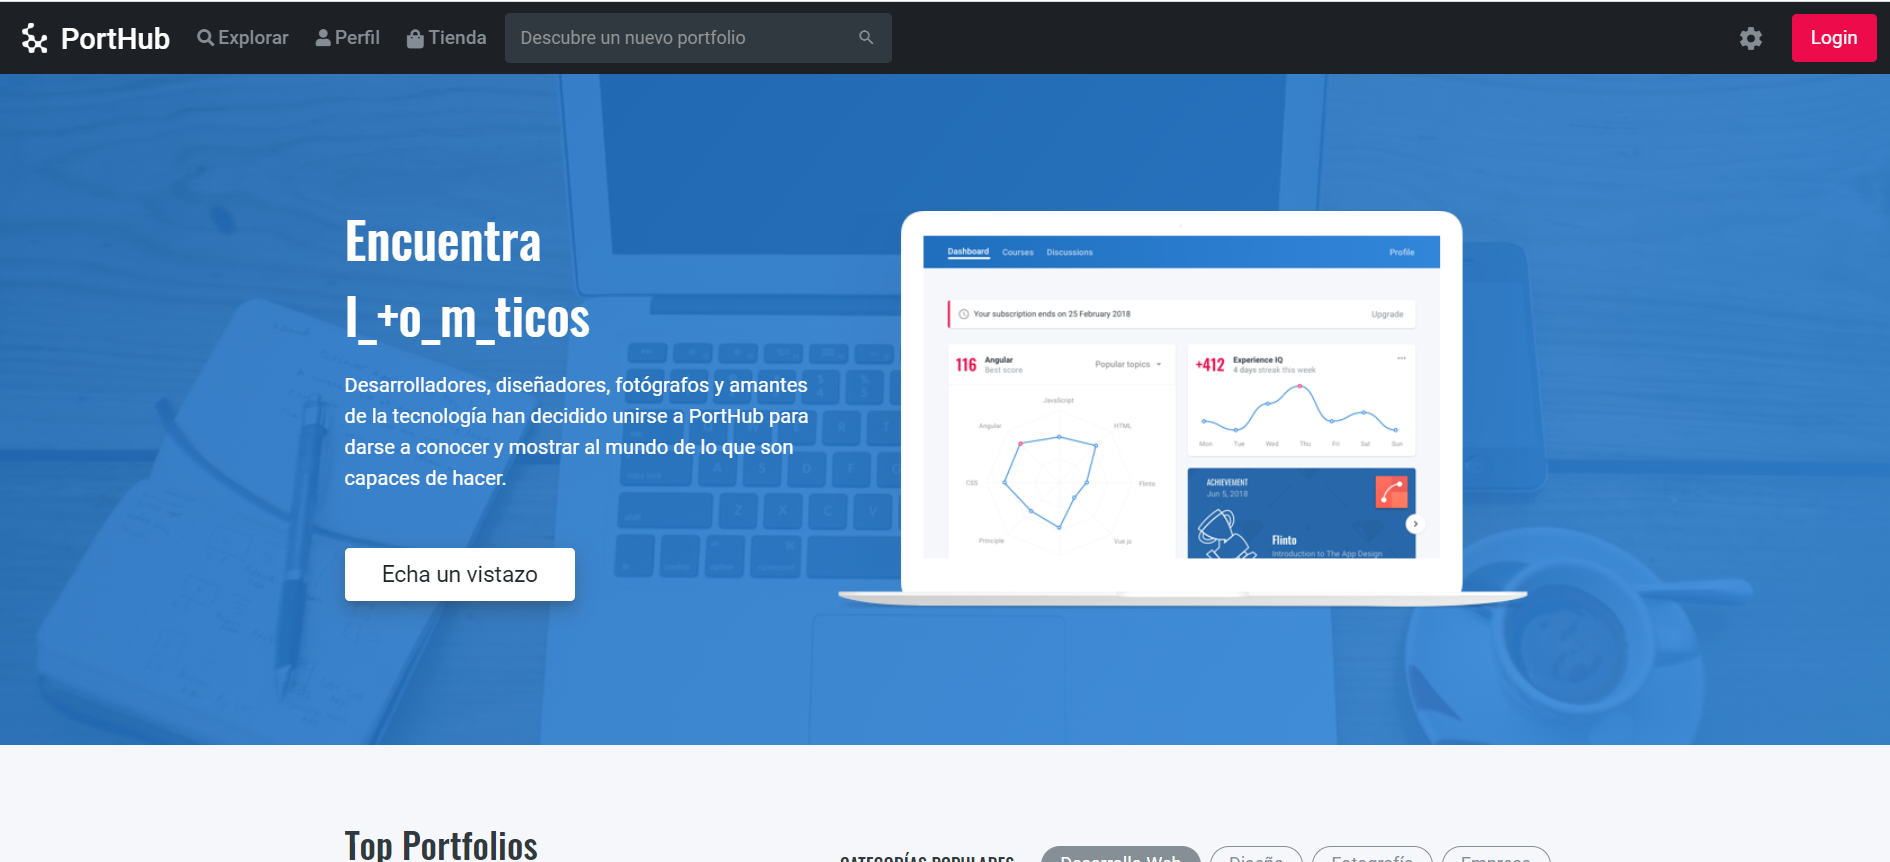 PortHub Explorar Perfil Tienda Descubre un nuevo portfolio Login
Encuentra
I_+o_m_ticos
Desarrolladores, diseñadores, fotógrafos y amantes
de la tecnología han decidido unirse a PortHub para
darse a conocer y mostrar al mundo de lo que son
capaces de hacer.
Echa un vistazo
Dashboard Courses Discussions Profile
Your subscription ends on 25 February 2018 Upgrade
116 Angular
Best score
Popular topics
JavaScript
Angular HTML
CSS Flinto
Principle Vue.js
+412 Experience IQ
4 days streak this week
Mon Tue Wed Thu Fri Sat Sun
ACHIEVEMENT
Jun 5, 2018
Flinto
Introduction to The App Design
Top Portfolios
CATEGORÍAS POPULARES Desarrollo Web Diseño Fotografía Empresa